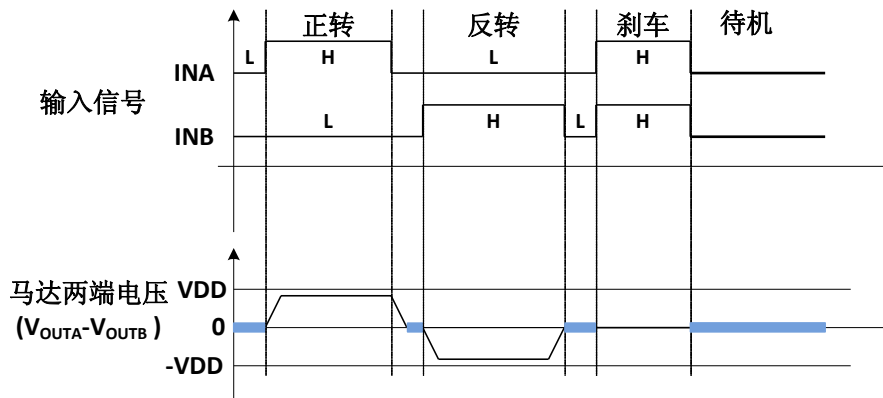 正转 反转 刹车 待机
L H L H
INA
输入信号
L H L H
INB
马达两端电压 VDD
(VOUTA-VOUTB ) 0
-VDD